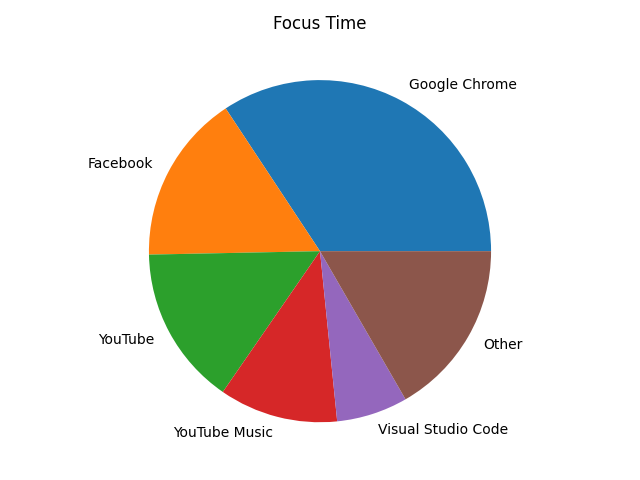 Focus Time
Google Chrome
Facebook
YouTube
Other
YouTube Music
Visual Studio Code